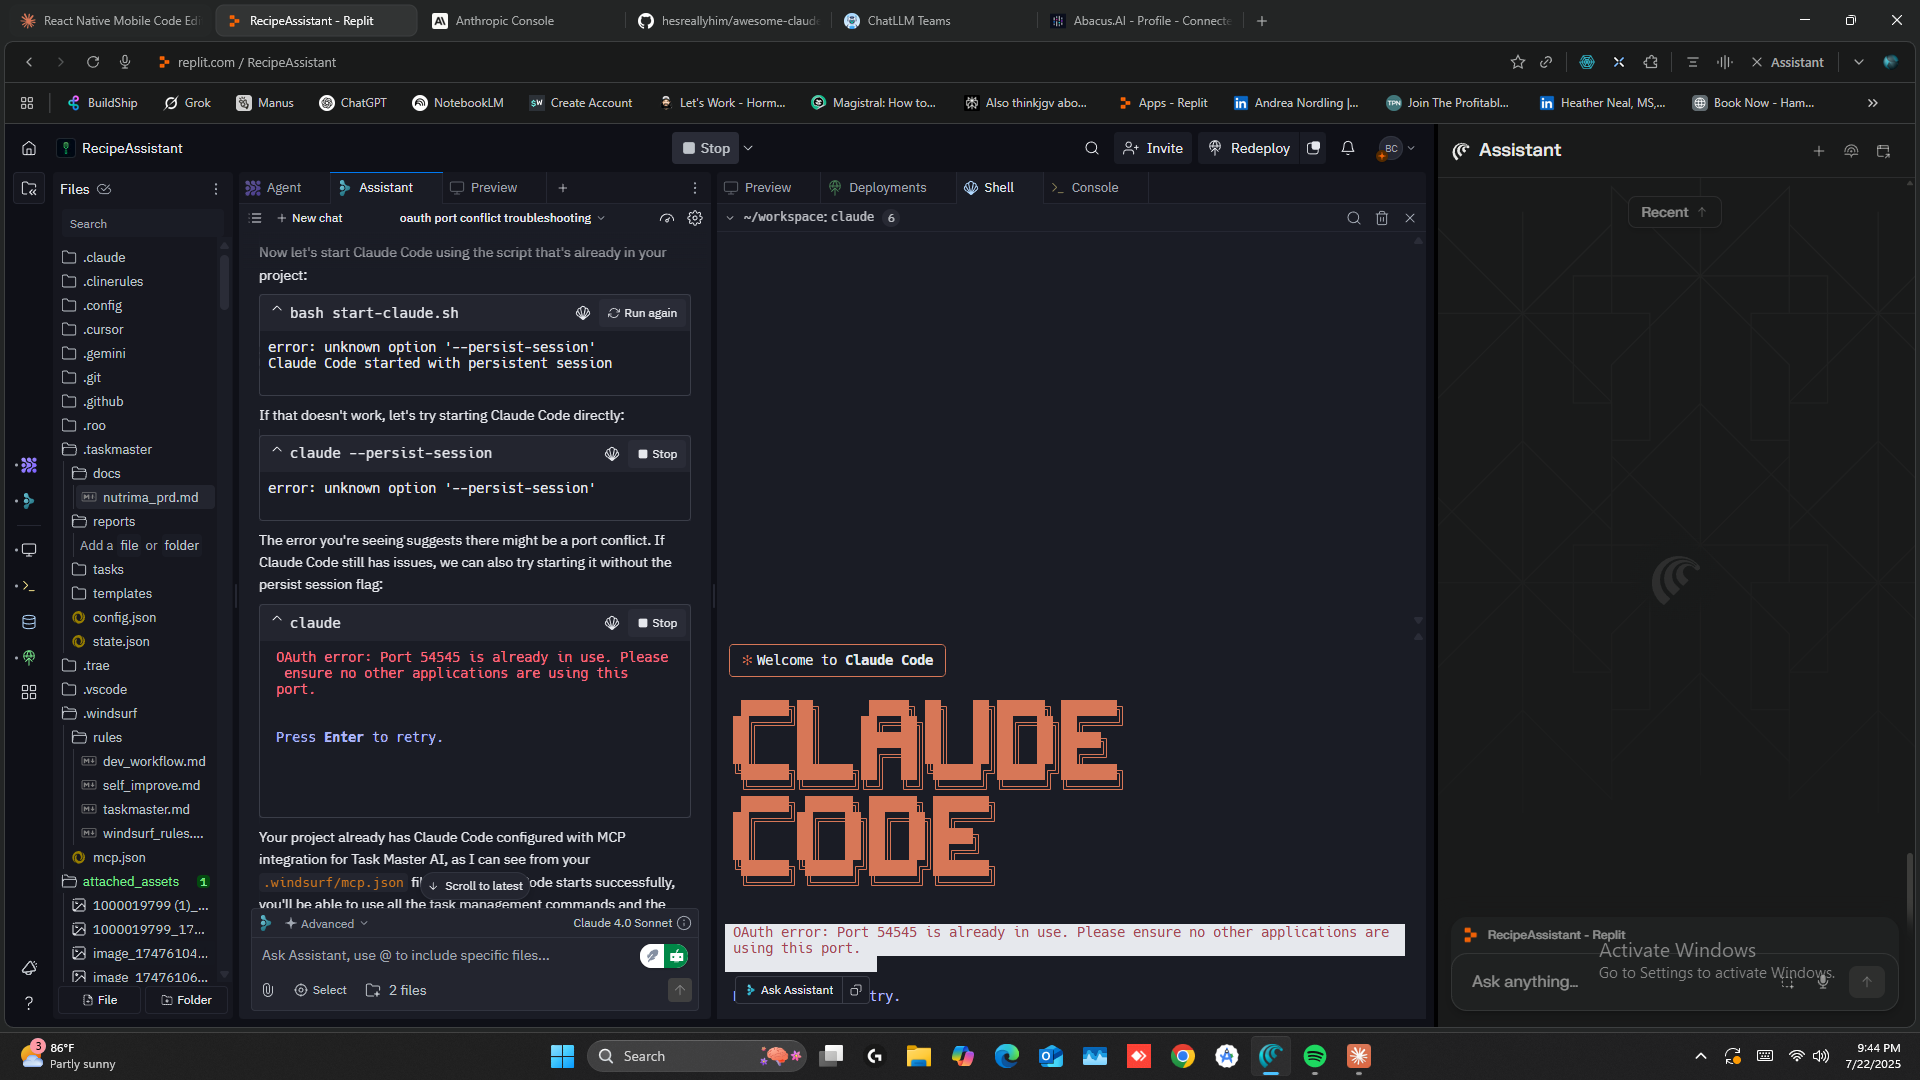 React Native Mobile Code Edi
RecipeAssistant - Replit
Anthropic Console
hesreallyhim/awesome-claude
ChatLLM Teams
Abacus.AI - Profile - Connecte
replit.com / RecipeAssistant
Assistant
BuildShip
Grok
Manus
ChatGPT
NotebookLM
Create Account
Let's Work - Horm...
Magistral: How to...
Also thinkjgv abo...
Apps - Replit
Andrea Nordling |...
Join The Profitabl...
Heather Neal, MS,...
Book Now - Ham...
RecipeAssistant
Stop
Invite
Redeploy
BC
Assistant
Files
Agent
Assistant
Preview
Preview
Deployments
Shell
Console
Search
New chat
oauth port conflict troubleshooting
~/workspace: claude 6
Recent
.claude
.clinerules
.config
.cursor
.gemini
.git
.github
.roo
.taskmaster
docs
nutrima_prd.md
reports
Add a file or folder
tasks
templates
config.json
state.json
.trae
.vscode
.windsurf
rules
dev_workflow.md
self_improve.md
taskmaster.md
windsurf_rules....
mcp.json
attached_assets 1
1000019799 (1)_...
1000019799_17...
image_17476104...
image_17476106...
File
Folder
Now let's start Claude Code using the script that's already in your
project:
bash start-claude.sh
Run again
error: unknown option '--persist-session'
Claude Code started with persistent session
If that doesn't work, let's try starting Claude Code directly:
claude --persist-session
Stop
error: unknown option '--persist-session'
The error you're seeing suggests there might be a port conflict. If
Claude Code still has issues, we can also try starting it without the
persist session flag:
claude
Stop
OAuth error: Port 54545 is already in use. Please
ensure no other applications are using this
port.
Press Enter to retry.
Your project already has Claude Code configured with MCP
integration for Task Master AI, as I can see from your
.windsurf/mcp.json fil
ode starts successfully,
Scroll to latest
you'll be able to use all the task management commands and the
Advanced
Claude 4.0 Sonnet
Ask Assistant, use @ to include specific files...
Select
2 files
Welcome to Claude Code
CLAUDE
CODE
OAuth error: Port 54545 is already in use. Please ensure no other applications are
using this port.
Ask Assistant
try.
RecipeAssistant - Replit
Ask anything...
Activate Windows
Go to Settings to activate Windows.
3
86°F
Partly sunny
Search
9:44 PM
7/22/2025